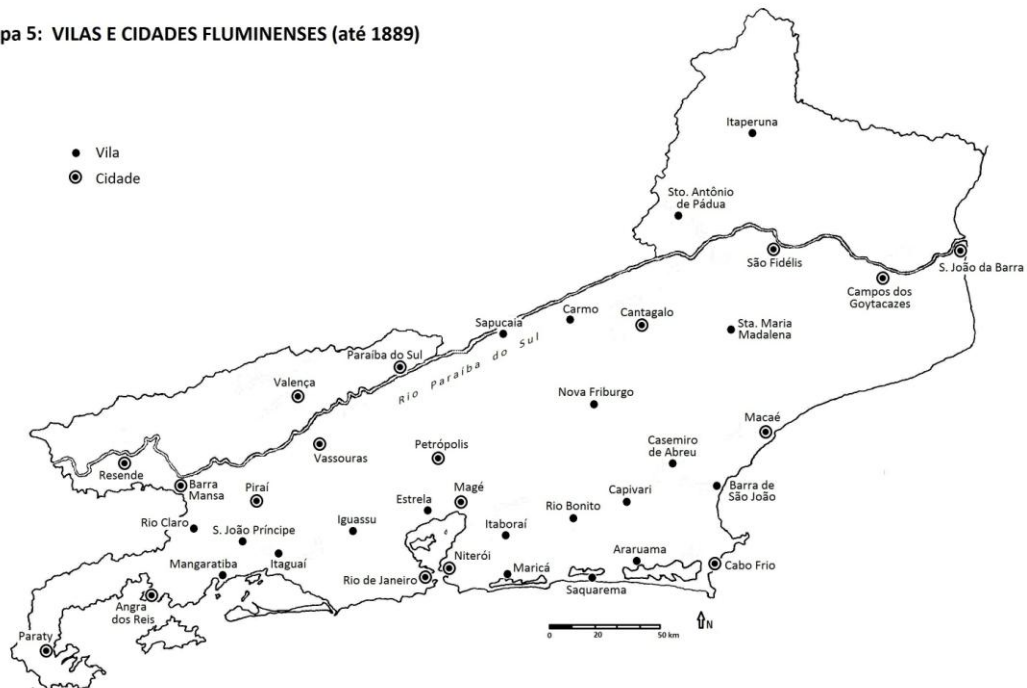 pa 5: VILAS E CIDADES FLUMINENSES (até 1889)
Vila
Cidade
Itaperuna
Sto. Antônio
de Pádua
São Fidélis
S. João da Barra
Campos dos
Goytacazes
Sapucaia
Carmo
Cantagalo
Sta. Maria
Madalena
Paraíba do Sul
Rio Paraíba do Sul
Valença
Nova Friburgo
Macaé
Vassouras
Petrópolis
Casemiro
de Abreu
Resende
Barra
Mansa
Piraí
Estrela
Magé
Capivari
Barra de
São João
Rio Bonito
Rio Claro
S. João Príncipe
Iguassu
Itaboraí
Mangaratiba
Itaguaí
Niterói
Araruama
Cabo Frio
Rio de Janeiro
Maricá
Saquarema
Angra
dos Reis
Paraty
N
0 20 50 km